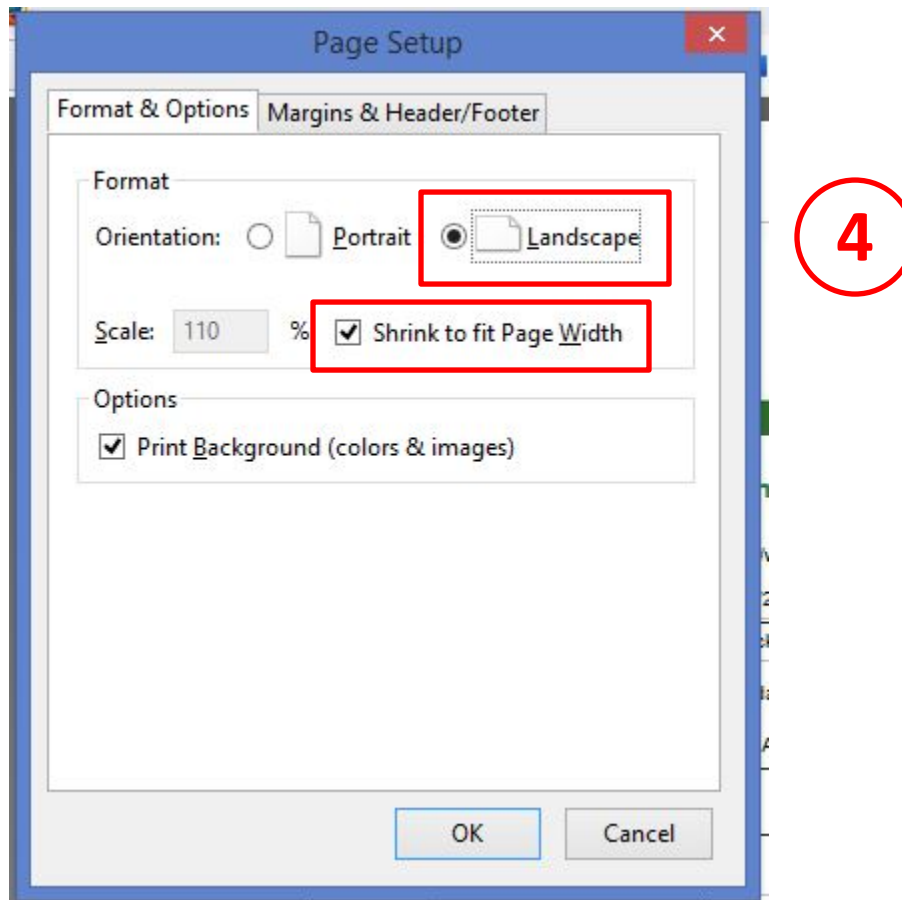 Page Setup
Format & Options Margins & Header/Footer
Format
Orientation: Portrait Landscape
4
Scale: 110 % Shrink to fit Page Width
Options
Print Background (colors & images)
OK Cancel